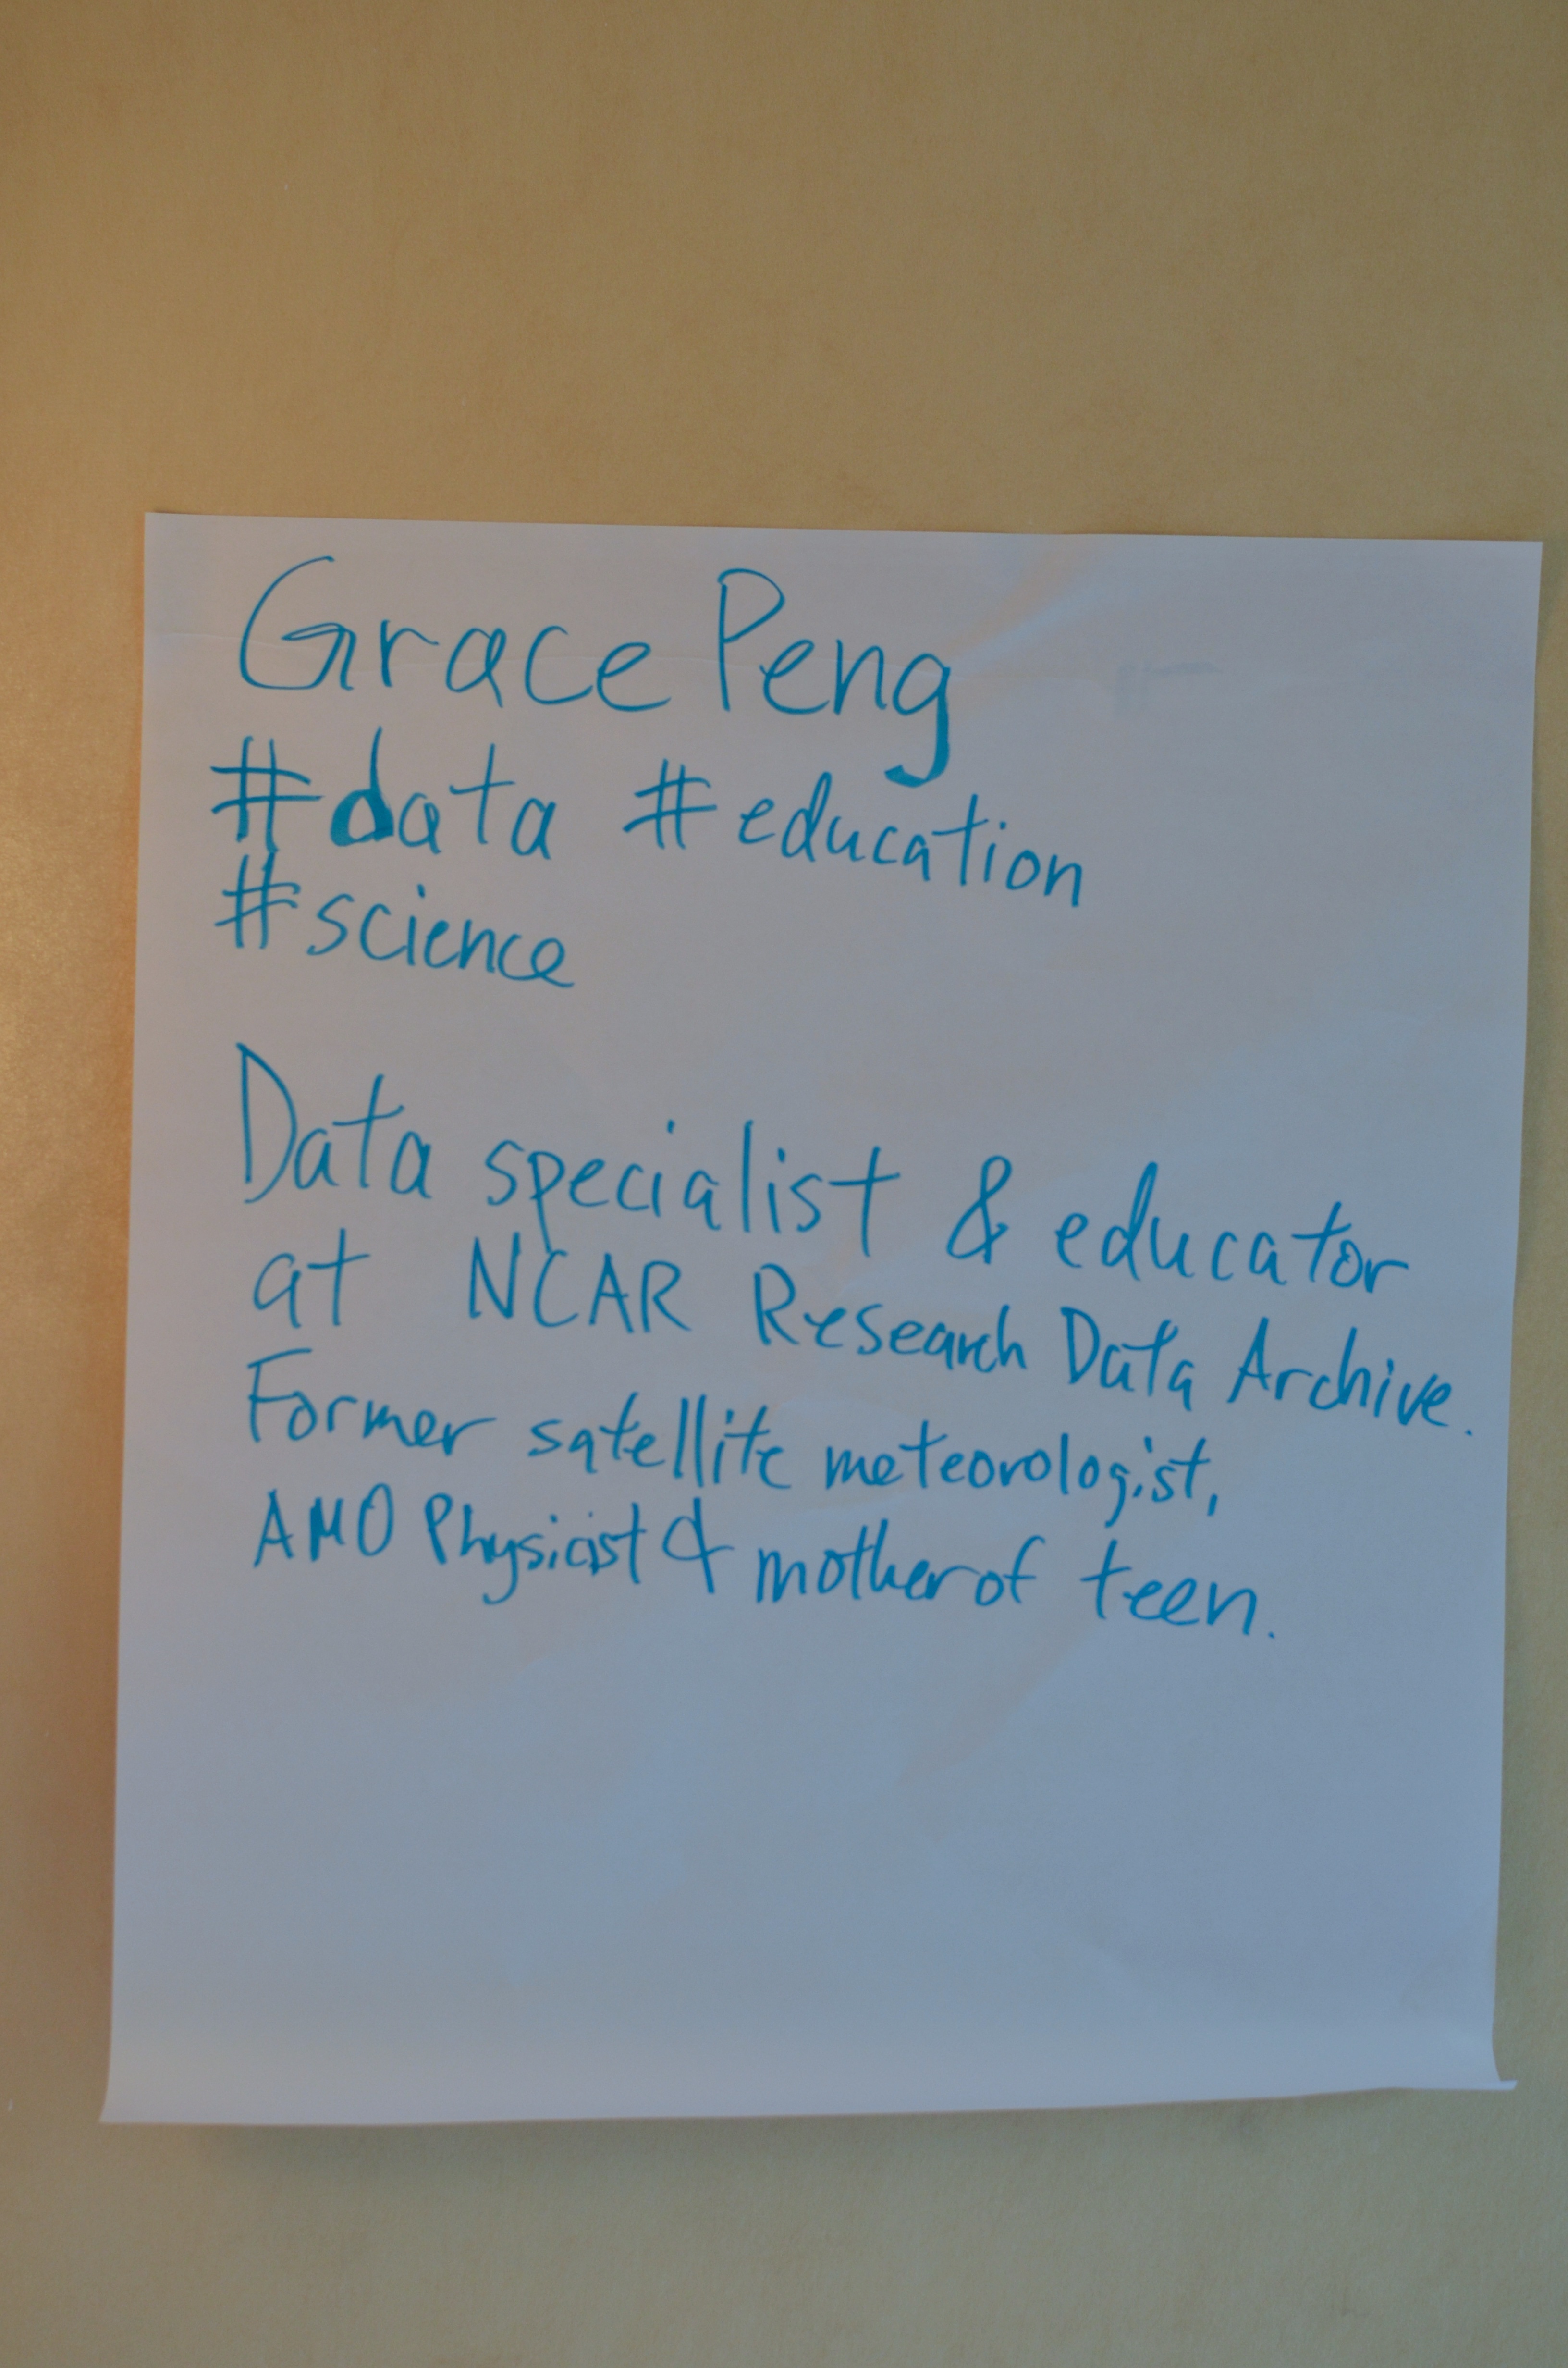 Grace Peng
#data #education
#science
Data specialist & educator
at NCAR Research Data Archive.
Former satellite meteorologist,
AMO Physicist & mother of teen.